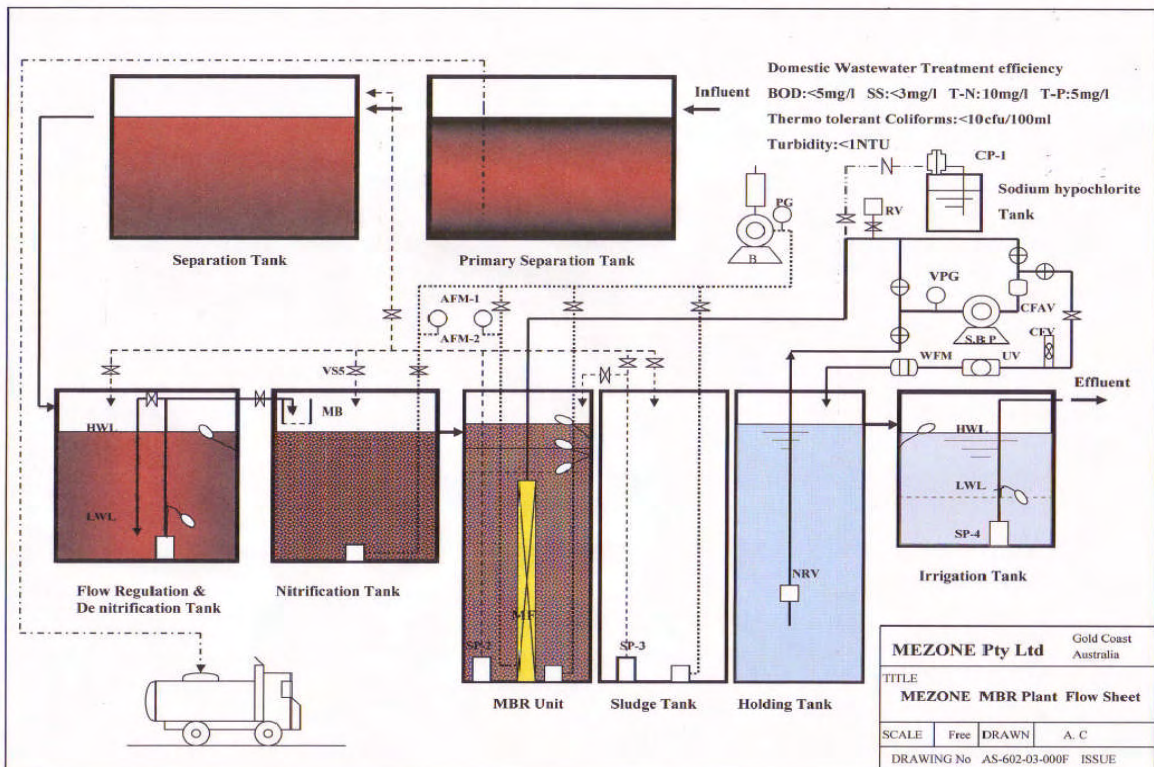 Domestic Wastewater Treatment efficiency
BOD:<5mg/l SS:<3mg/l T-N:10mg/l T-P:5mg/l
Thermo tolerant Coliforms:<10cfu/100ml
Turbidity:<1NTU
Influent
CP-1
Sodium hypochlorite
Tank
PG
RV
B
Separation Tank
Primary Separation Tank
VPG
CFAV
S.B.P
CFV
AFM-1
AFM-2
WFM
UV
VS5
MB
Effluent
HWL
HWL
LWL
LWL
SP-4
NRV
MF
SP-2
SP-3
Flow Regulation &
De nitrification Tank
Nitrification Tank
Irrigation Tank
MBR Unit
Sludge Tank
Holding Tank
MEZONE Pty Ltd
Gold Coast
Australia
TITLE
MEZONE MBR Plant Flow Sheet
SCALE Free DRAWN A. C
DRAWING No AS-602-03-000F ISSUE